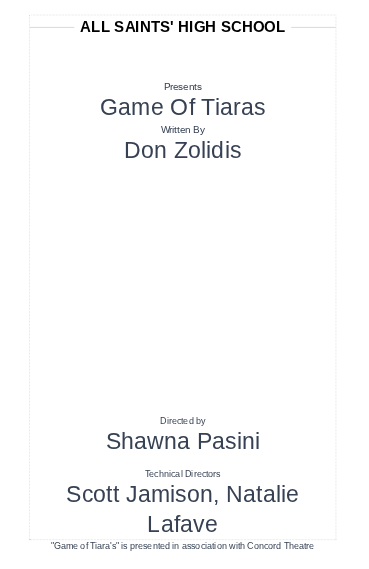 ALL SAINTS' HIGH SCHOOL
Presents
Game Of Tiaras
Written By
Don Zolidis
Directed by
Shawna Pasini
Technical Directors
Scott Jamison, Natalie
Lafave
"Game of Tiara's" is presented in association with Concord Theatre